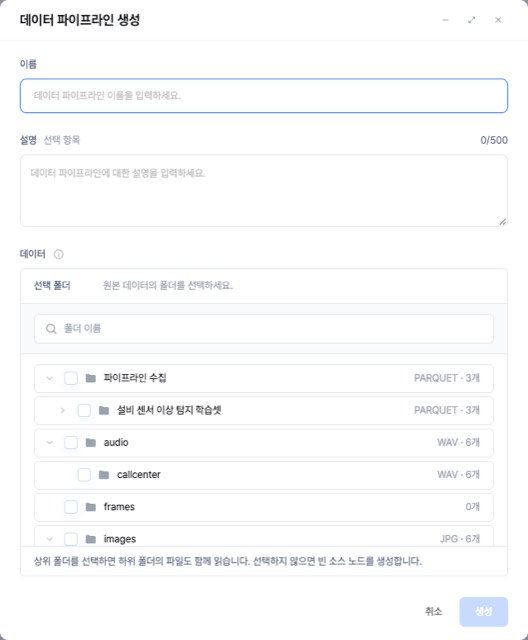 데이터 파이프라인 생성
이름
데이터 파이프라인 이름을 입력하세요.
설명 선택 항목 0/500
데이터 파이프라인에 대한 설명을 입력하세요.
데이터
선택 폴더 원본 데이터의 폴더를 선택하세요.
폴더 이름
파이프라인 수집 PARQUET · 3개
설비 센서 이상 탐지 학습셋 PARQUET · 3개
audio WAV · 6개
callcenter WAV · 6개
frames 0개
images JPG · 6개
상위 폴더를 선택하면 하위 폴더의 파일도 함께 읽습니다. 선택하지 않으면 빈 소스 노드를 생성합니다.
취소 생성